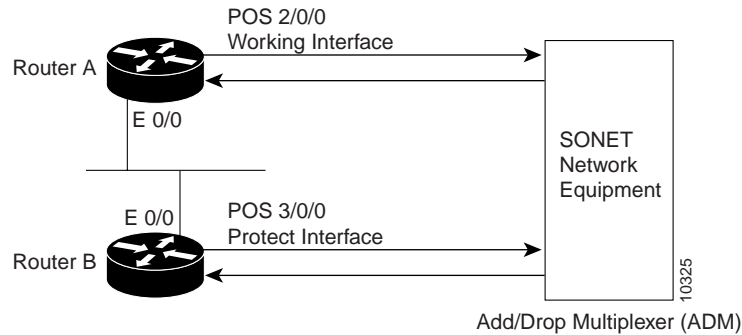 POS 2/0/0
Working Interface
Router A
E 0/0
SONET
Network
Equipment
E 0/0
POS 3/0/0
Protect Interface
Router B
10325
Add/Drop Multiplexer (ADM)